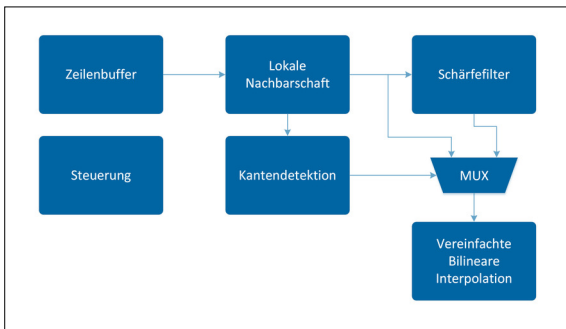 Zeilenbuffer
Lokale
Nachbarschaft
Schärfefilter
Steuerung
Kantendetektion
MUX
Vereinfachte
Bilineare
Interpolation